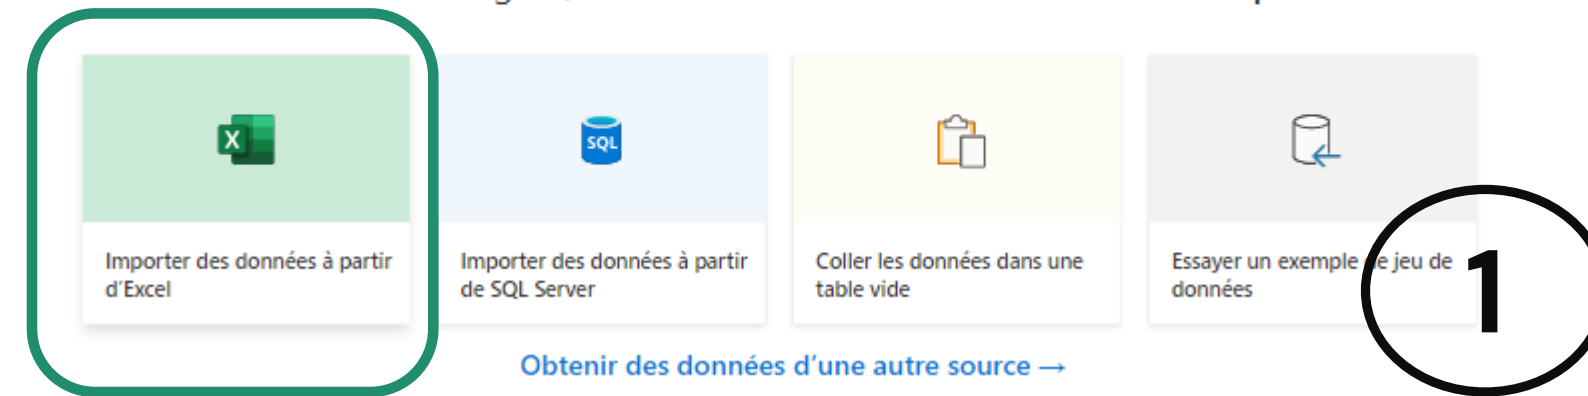 X
SQL
Importer des données à partir
d'Excel
Importer des données à partir
de SQL Server
Coller les données dans une
table vide
Essayer un exemple de jeu de
données
1
Obtenir des données d'une autre source →